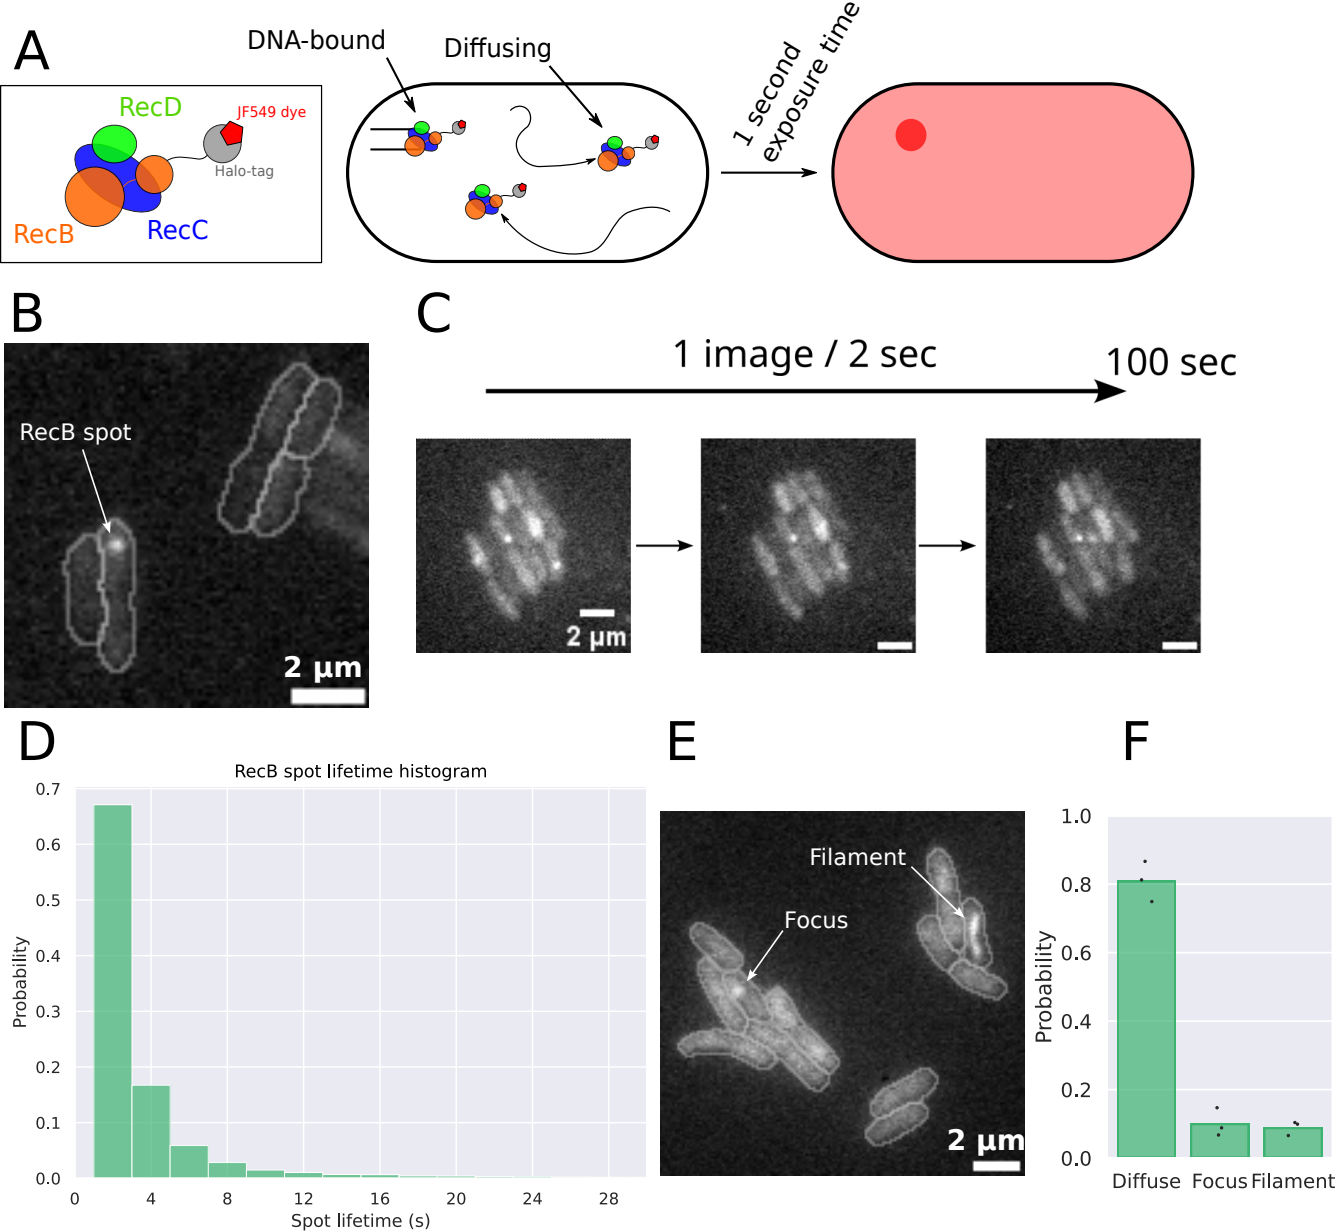 A
DNA-bound
Diffusing
1 second
exposure time
RecD
JF549 dye
Halo-tag
RecB
RecC
B
RecB spot
2 µm
C
1 image / 2 sec
100 sec
2 µm
D
RecB spot lifetime histogram
Probability
0.7
0.6
0.5
0.4
0.3
0.2
0.1
0.0
0 4 8 12 16 20 24 28
Spot lifetime (s)
E
Filament
Focus
2 µm
F
Probability
1.0
0.8
0.6
0.4
0.2
0.0
Diffuse Focus Filament